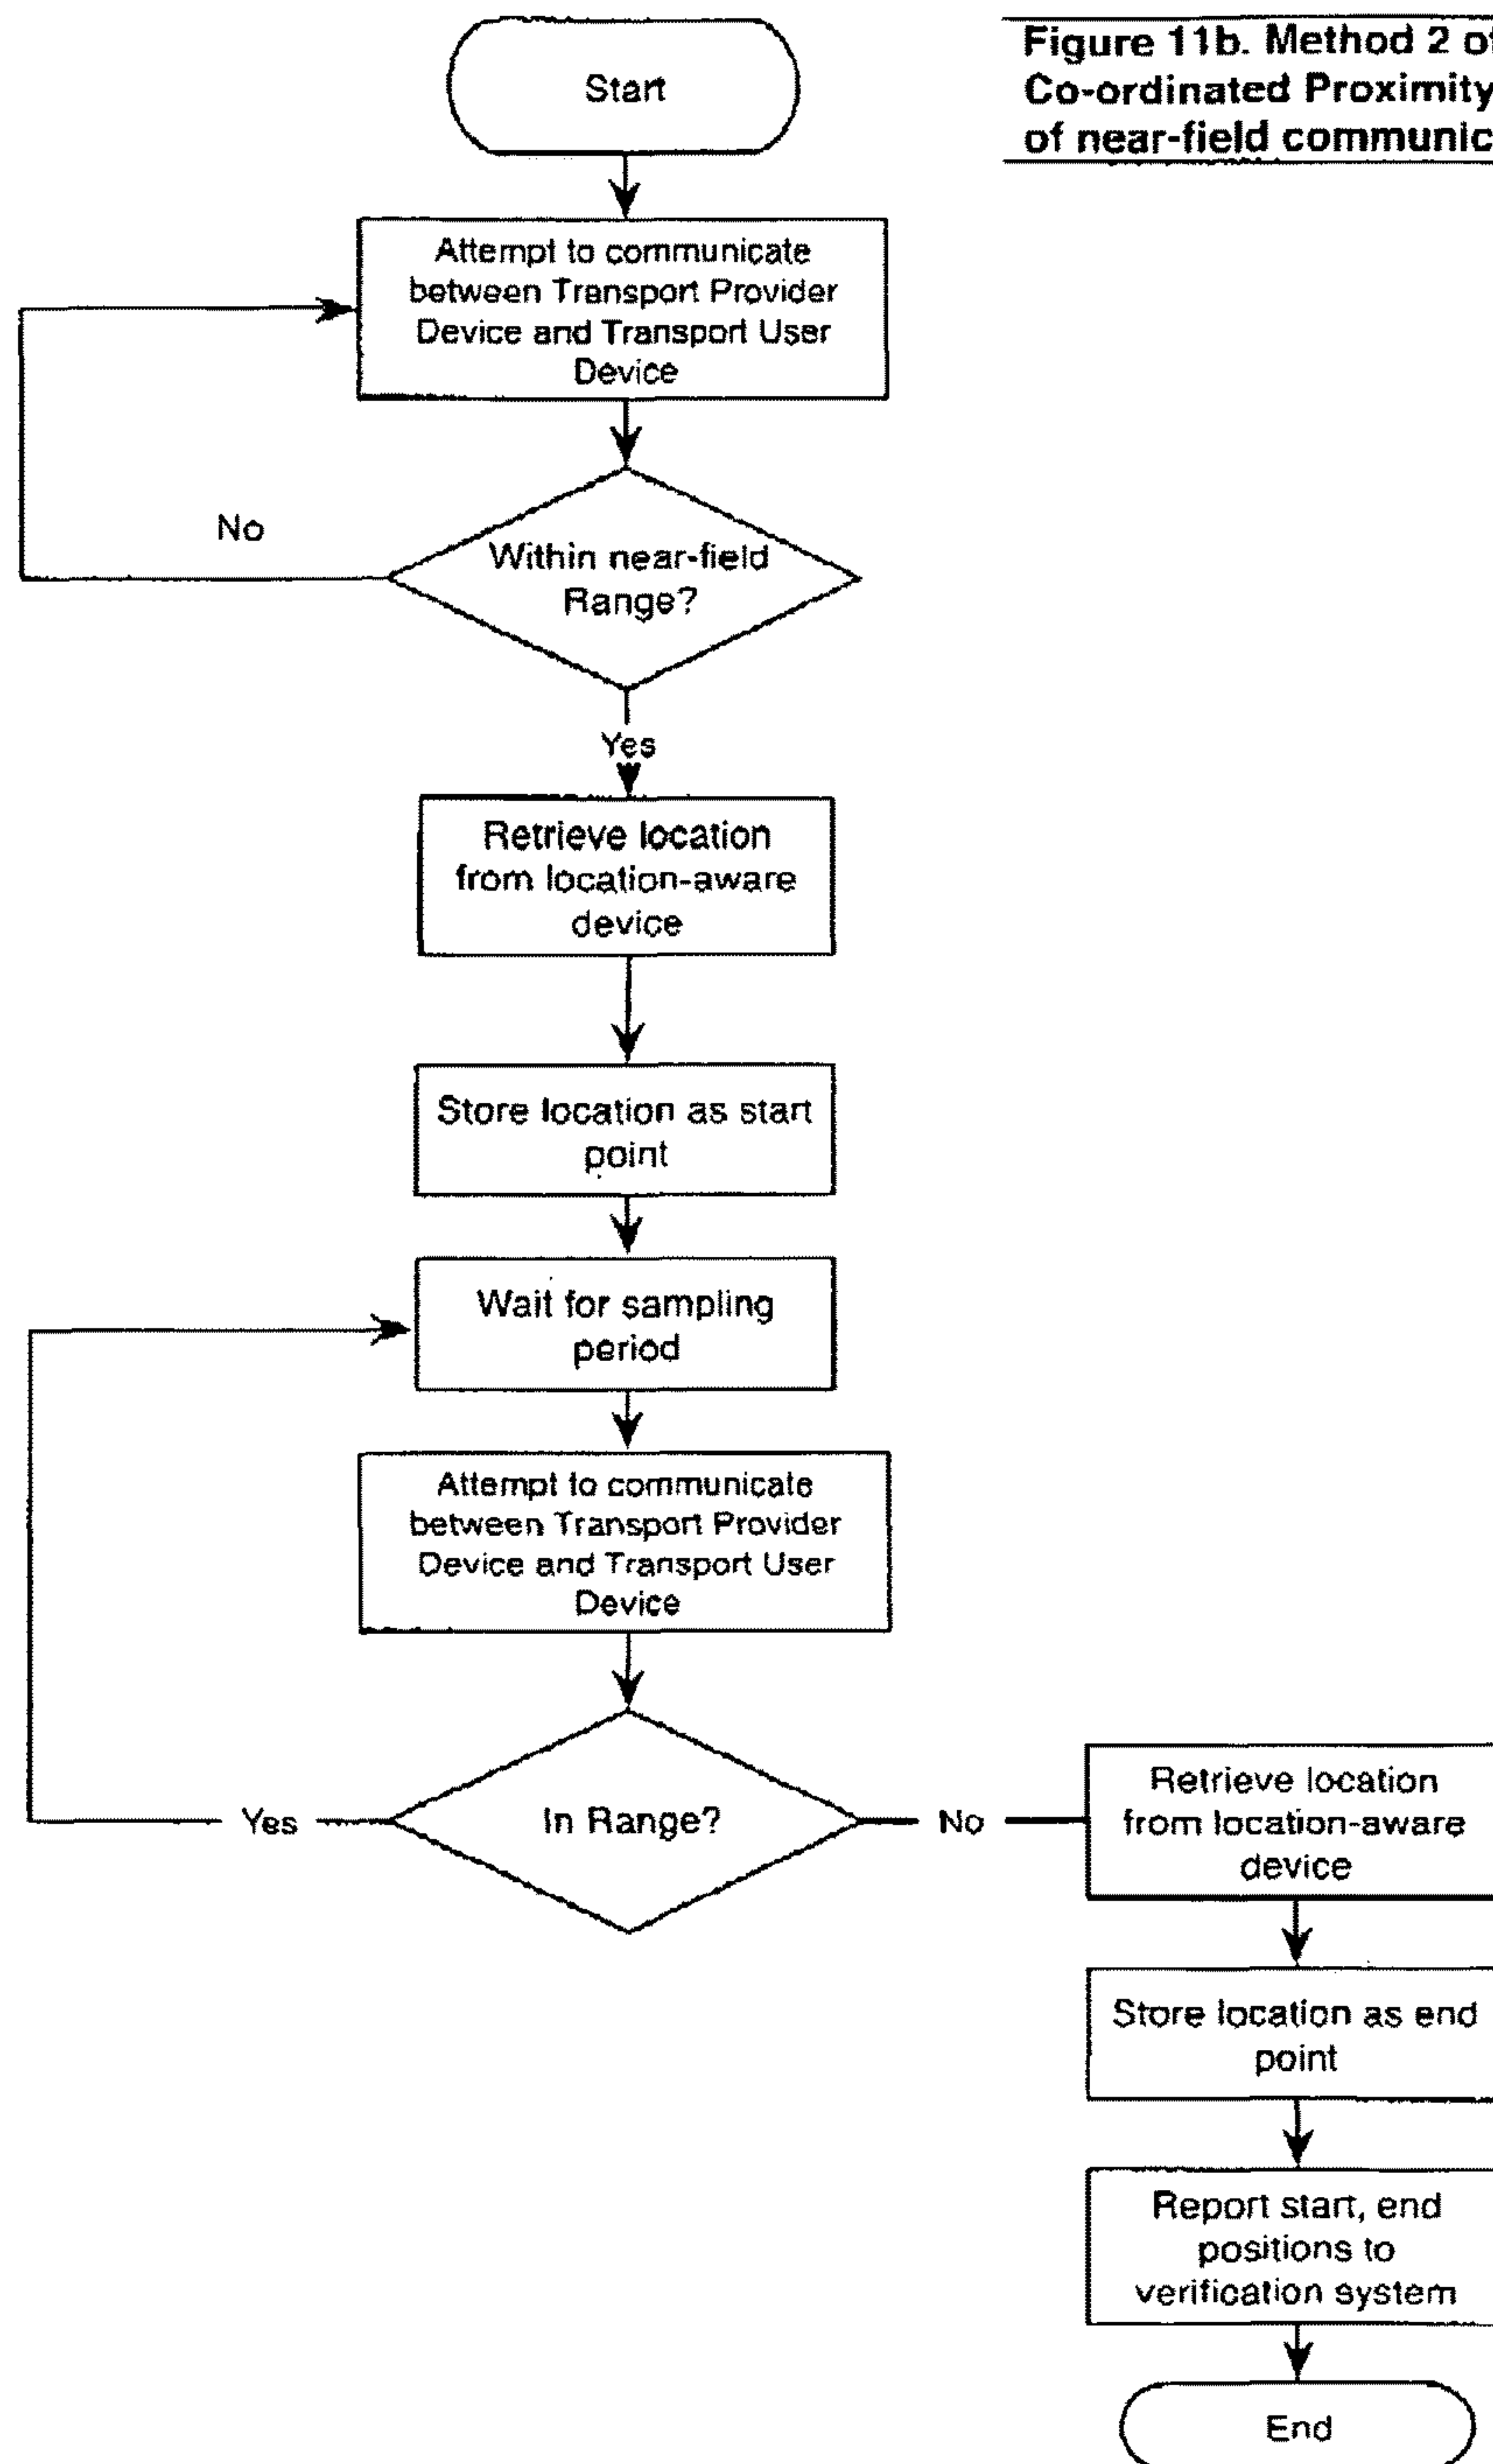 Start
Figure 11b. Method 2 of
Co-ordinated Proximity
of near-field communic
Attempt to communicate
between Transport Provider
Device and Transport User
Device
No
Within near-field
Range?
Yes
Retrieve location
from location-aware
device
Store location as start
point
Wait for sampling
period
Attempt to communicate
between Transport Provider
Device and Transport User
Device
Yes
In Range?
No
Retrieve location
from location-aware
device
Store location as end
point
Report start, end
positions to
verification system
End